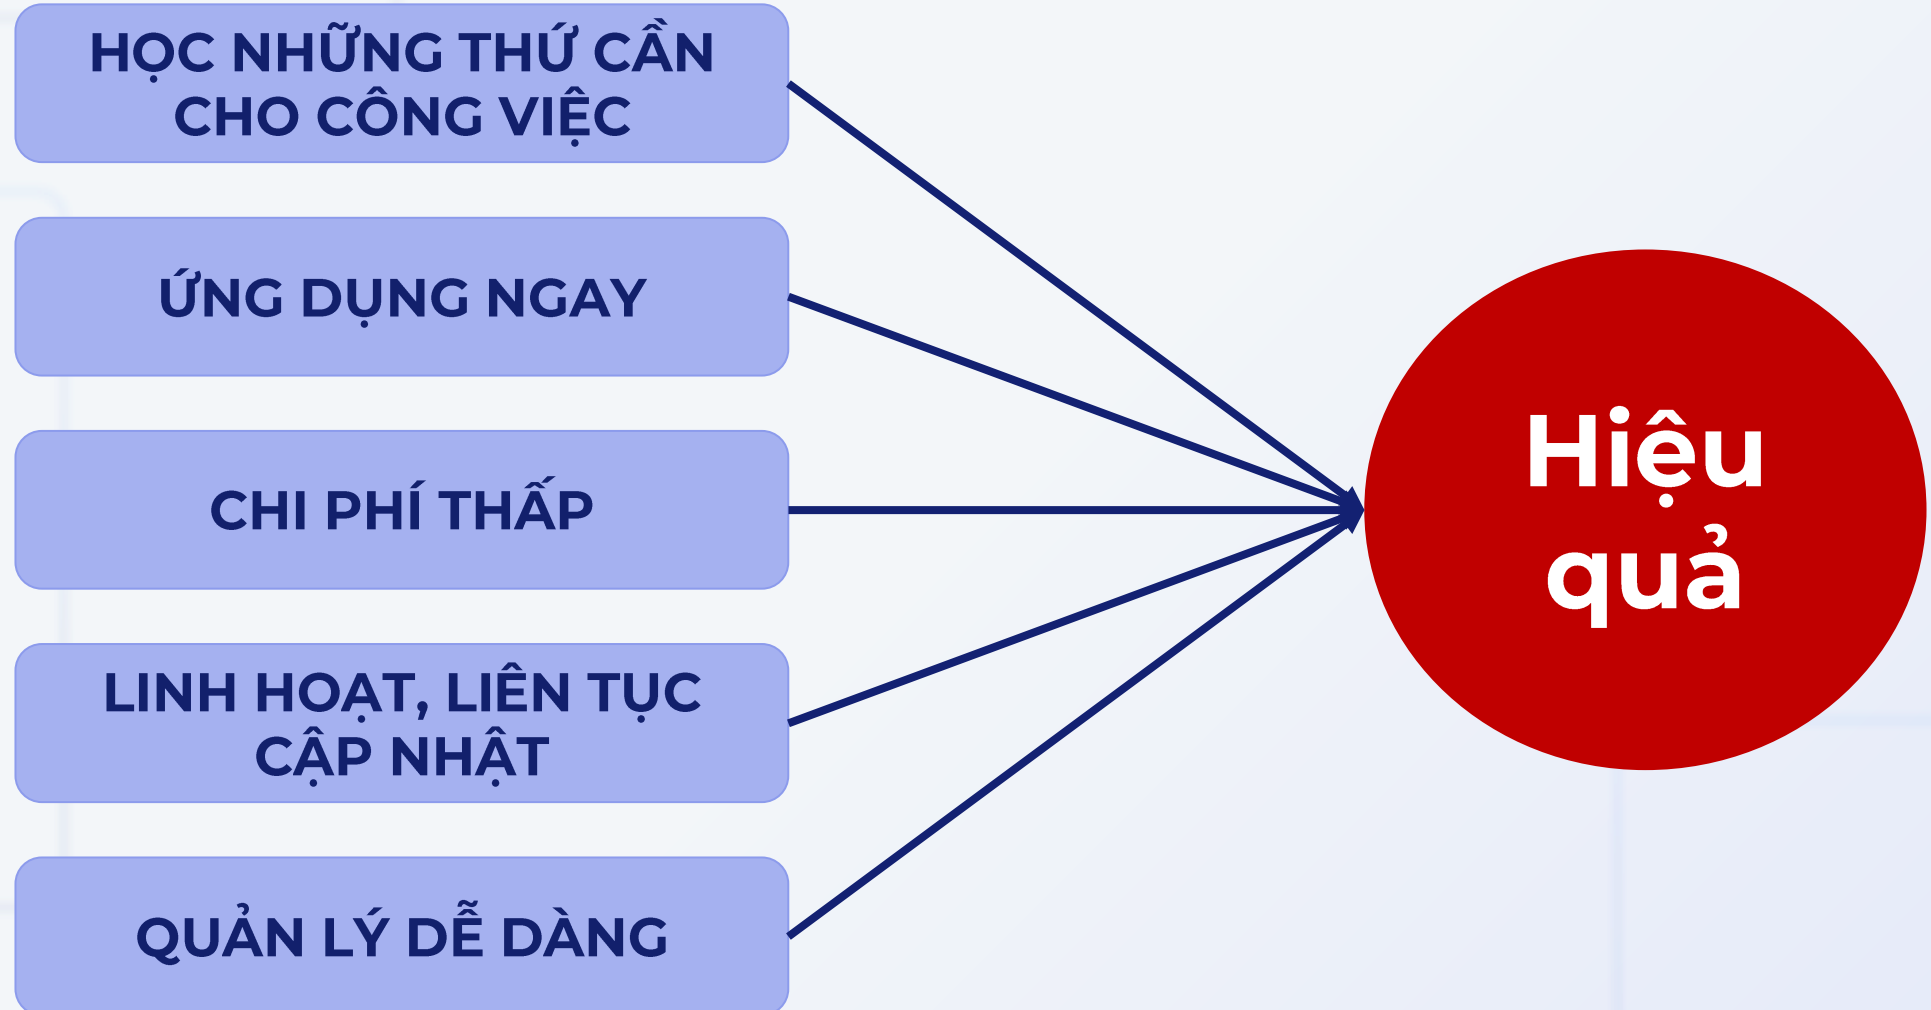 HỌC NHỮNG THỨ CẦN
CHO CÔNG VIỆC
ỨNG DỤNG NGAY
CHI PHÍ THẤP
LINH HOẠT, LIÊN TỤC
CẬP NHẬT
QUẢN LÝ DỄ DÀNG
Hiệu
quả